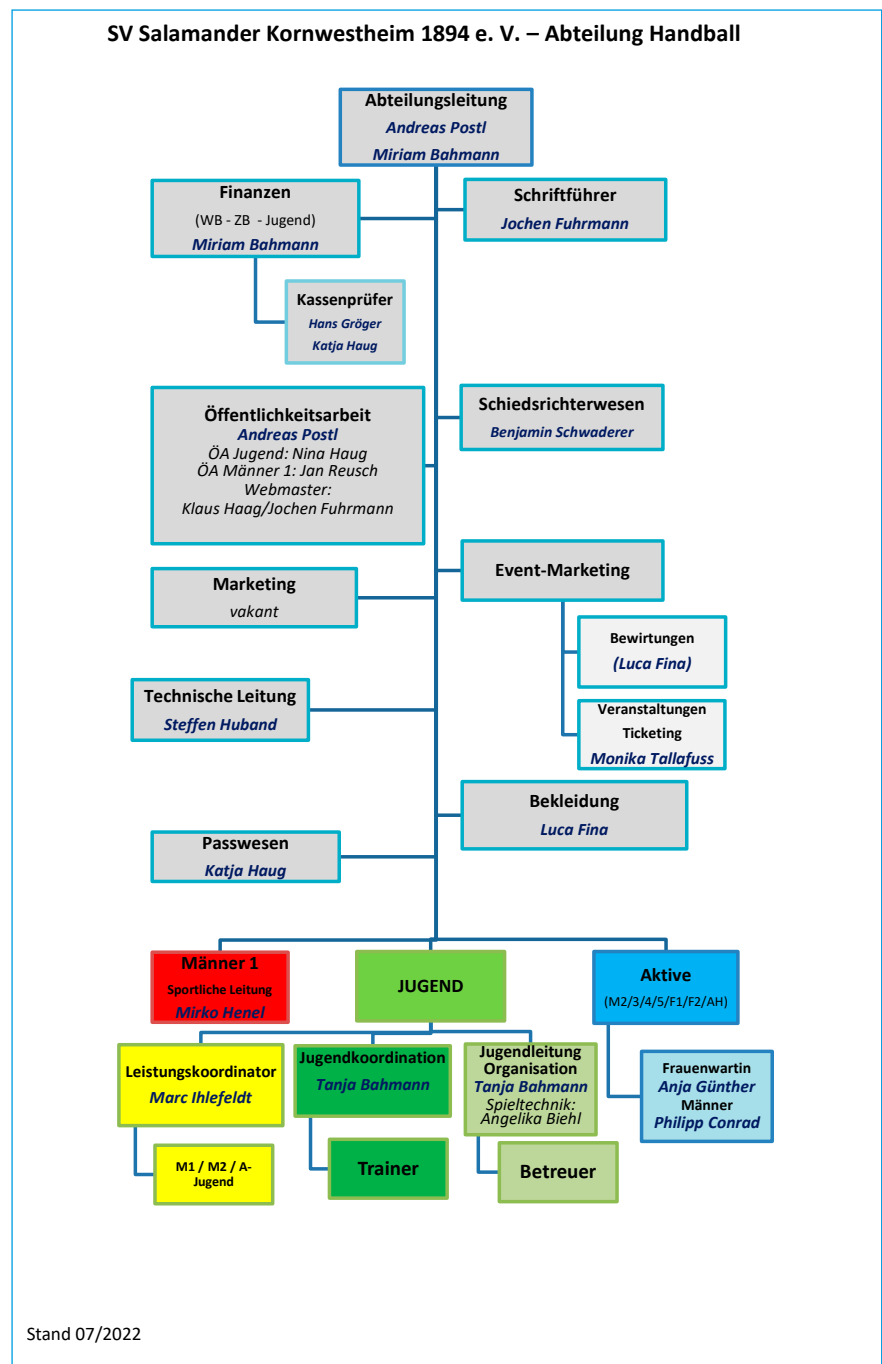 SV Salamander Kornwestheim 1894 e. V. – Abteilung Handball
Abteilungsleitung
Andreas Postl
Miriam Bahmann
Finanzen
(WB - ZB - Jugend)
Miriam Bahmann
Schriftführer
Jochen Fuhrmann
Kassenprüfer
Hans Gröger
Katja Haug
Öffentlichkeitsarbeit
Andreas Postl
ÖA Jugend: Nina Haug
ÖA Männer 1: Jan Reusch
Webmaster:
Klaus Haag/Jochen Fuhrmann
Schiedsrichterwesen
Benjamin Schwaderer
Event-Marketing
Marketing
vakant
Bewirtungen
(Luca Fina)
Technische Leitung
Steffen Huband
Veranstaltungen
Ticketing
Monika Tallafuss
Bekleidung
Luca Fina
Passwesen
Katja Haug
Männer 1
Sportliche Leitung
Mirko Henel
JUGEND
Aktive
(M2/3/4/5/F1/F2/AH)
Leistungskoordinator
Marc Ihlefeldt
Jugendkoordination
Tanja Bahmann
Jugendleitung
Organisation
Tanja Bahmann
Spieltechnik:
Angelika Biehl
Frauenwartin
Anja Günther
Männer
Philipp Conrad
M1 / M2 / A-
Jugend
Trainer
Betreuer
Stand 07/2022